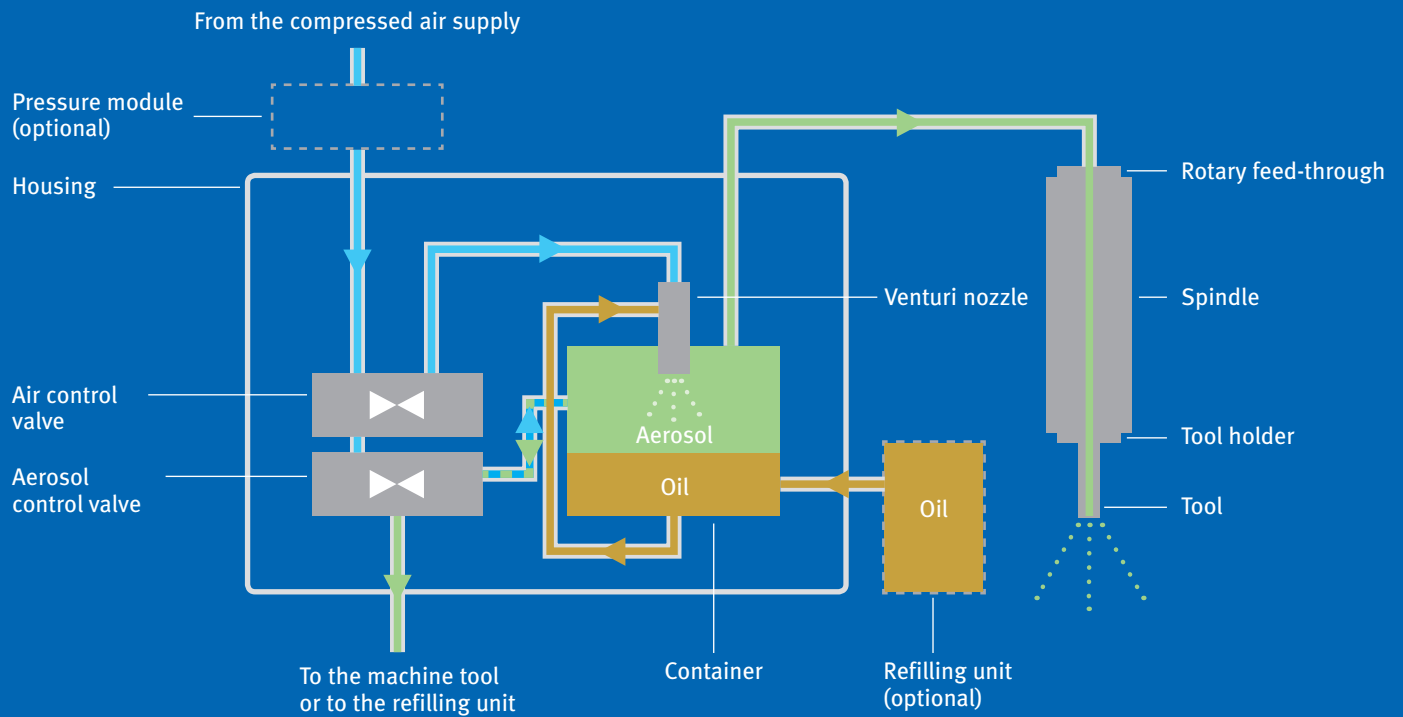 From the compressed air supply
Pressure module
(optional)
Housing
Rotary feed-through
Venturi nozzle
Spindle
Air control
valve
Aerosol
Tool holder
Aerosol
control valve
Oil
Oil
Tool
To the machine tool
or to the refilling unit
Container
Refilling unit
(optional)